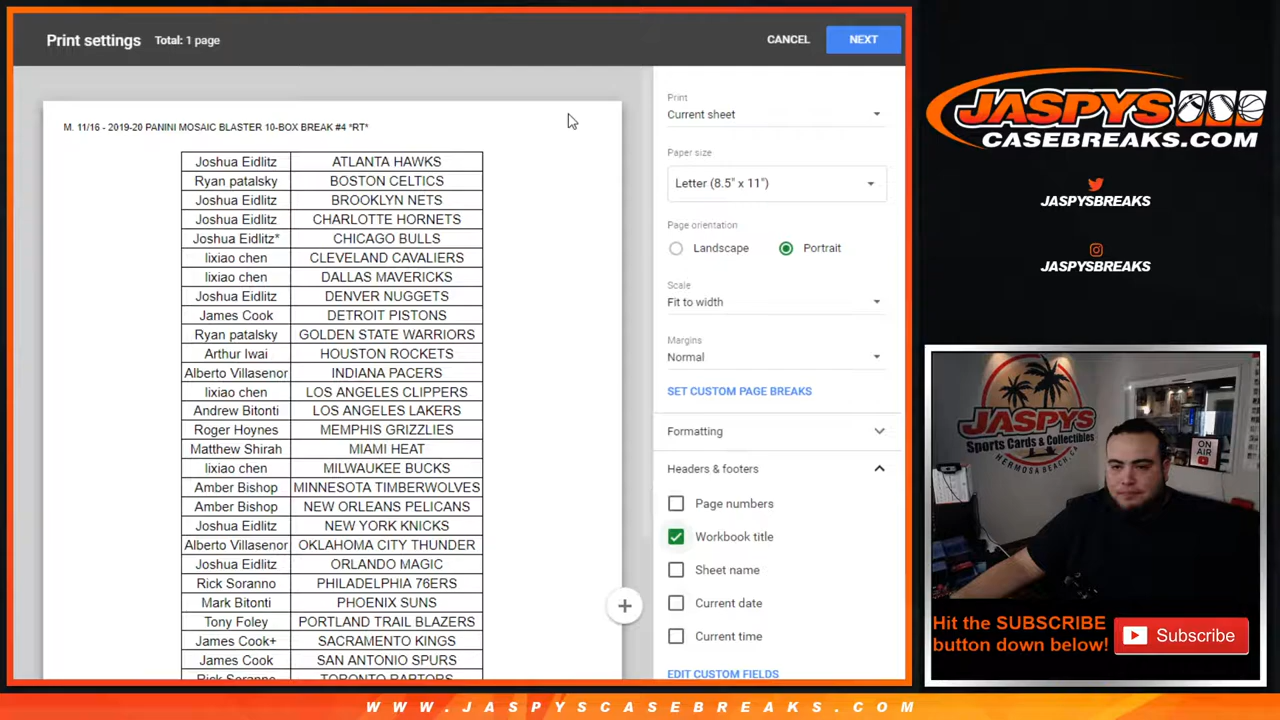 Print settings Total: 1 page CANCEL NEXT
M. 11/16 - 2019-20 PANINI MOSAIC BLASTER 10-BOX BREAK #4 *RT*
Joshua Eidlitz ATLANTA HAWKS
Ryan patalsky BOSTON CELTICS
Joshua Eidlitz BROOKLYN NETS
Joshua Eidlitz CHARLOTTE HORNETS
Joshua Eidlitz* CHICAGO BULLS
lixiao chen CLEVELAND CAVALIERS
lixiao chen DALLAS MAVERICKS
Joshua Eidlitz DENVER NUGGETS
James Cook DETROIT PISTONS
Ryan patalsky GOLDEN STATE WARRIORS
Arthur Iwai HOUSTON ROCKETS
Alberto Villasenor INDIANA PACERS
lixiao chen LOS ANGELES CLIPPERS
Andrew Bitonti LOS ANGELES LAKERS
Roger Hoynes MEMPHIS GRIZZLIES
Matthew Shirah MIAMI HEAT
lixiao chen MILWAUKEE BUCKS
Amber Bishop MINNESOTA TIMBERWOLVES
Amber Bishop NEW ORLEANS PELICANS
Joshua Eidlitz NEW YORK KNICKS
Alberto Villasenor OKLAHOMA CITY THUNDER
Joshua Eidlitz ORLANDO MAGIC
Rick Soranno PHILADELPHIA 76ERS
Mark Bitonti PHOENIX SUNS
Tony Foley PORTLAND TRAIL BLAZERS
James Cook+ SACRAMENTO KINGS
James Cook SAN ANTONIO SPURS
Rick Soranno TORONTO RAPTORS
Print
Current sheet
Paper size
Letter (8.5" x 11")
Page orientation
Landscape Portrait
Scale
Fit to width
Margins
Normal
SET CUSTOM PAGE BREAKS
Formatting
Headers & footers
Page numbers
Workbook title
Sheet name
Current date
Current time
EDIT CUSTOM FIELDS
JASPYS
CASEBREAKS.COM
JASPYSBREAKS
JASPYSBREAKS
JASPYS
Sports Cards & Collectibles
HERMOSA BEACH, CA
ON
AIR
Hit the SUBSCRIBE
button down below!
Subscribe
WWW.JASPYSCASEBREAKS.COM